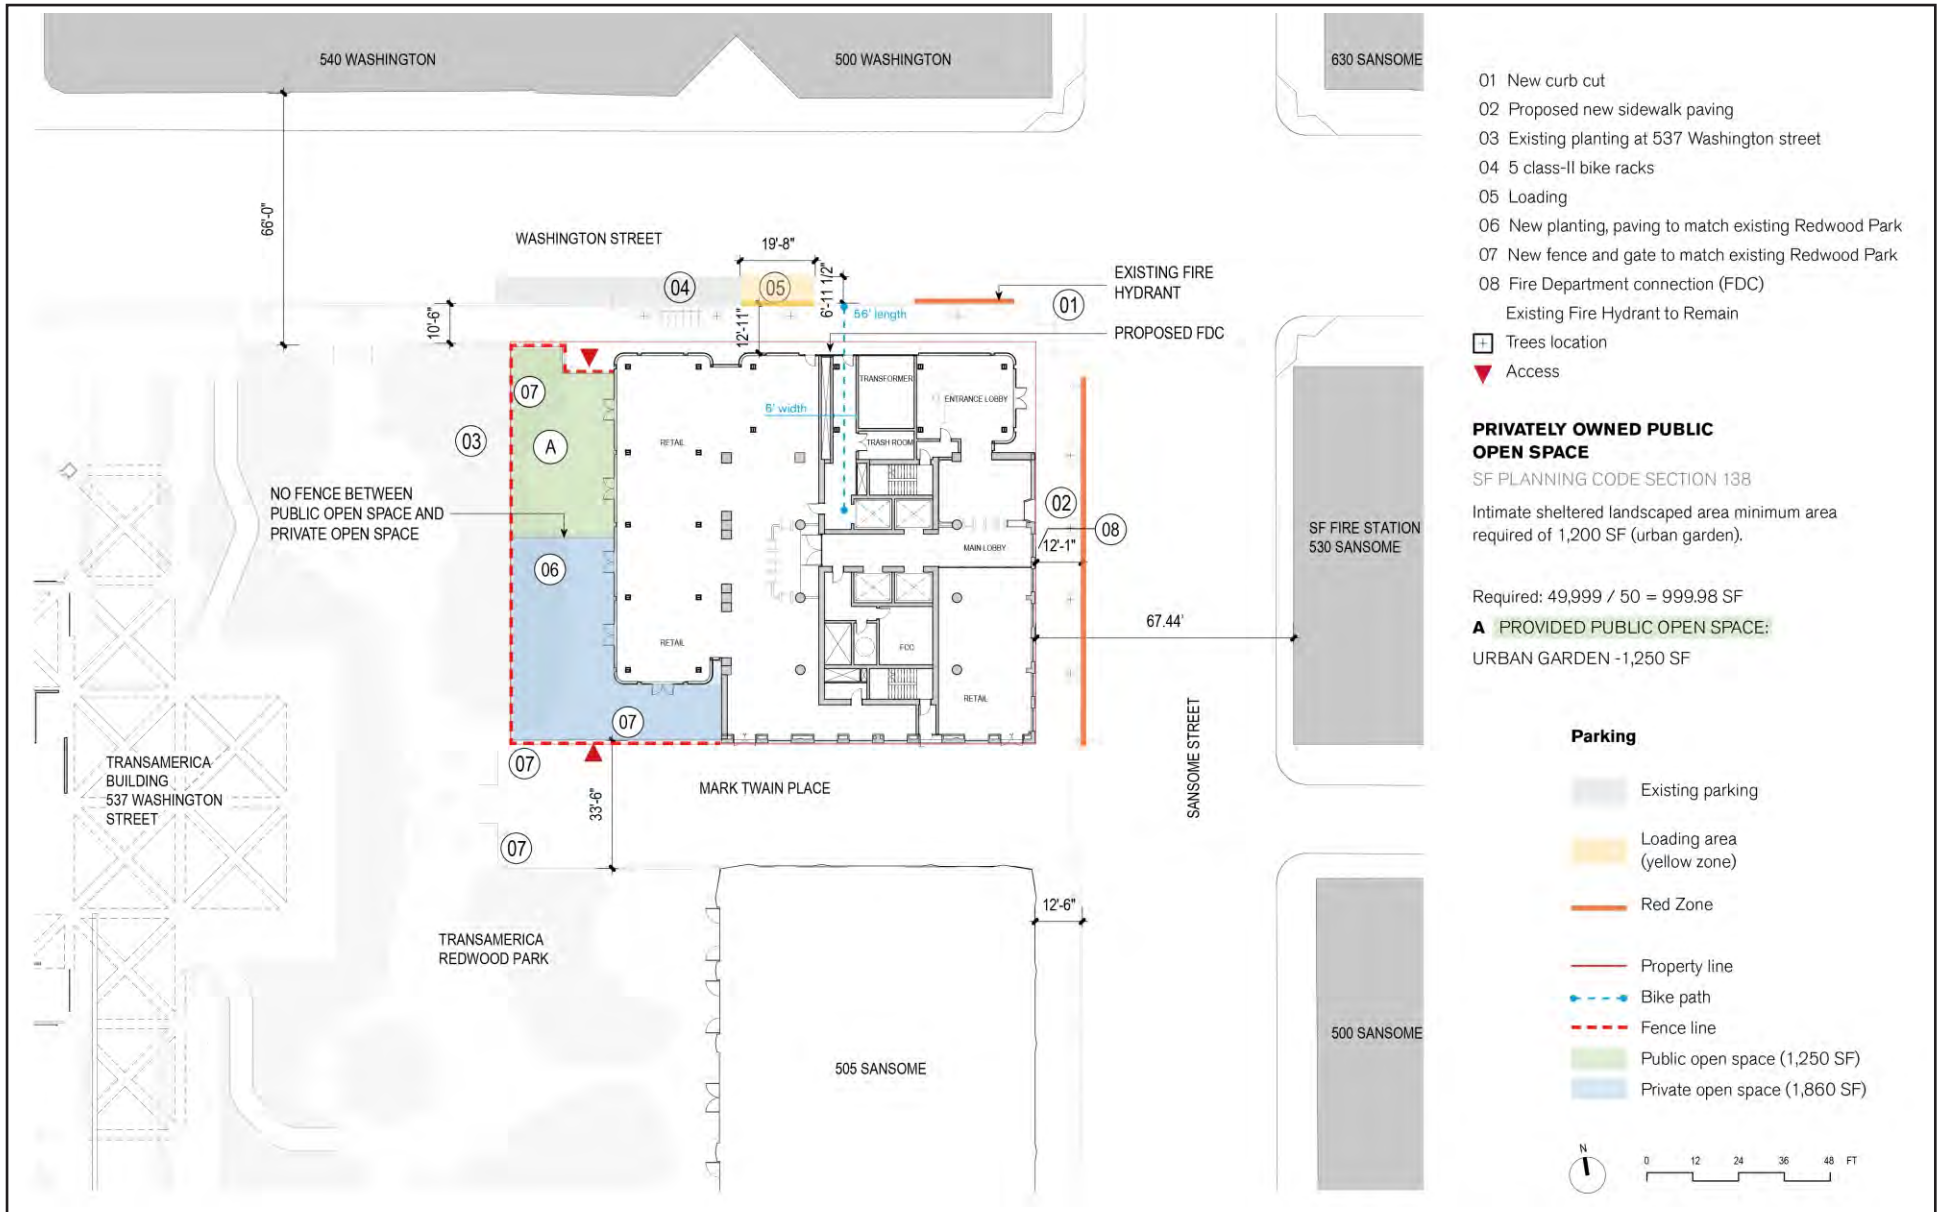 540 WASHINGTON
500 WASHINGTON
630 SANSOME
66'-0"
WASHINGTON STREET
19'-8"
04
05
6'-11 1/2"
EXISTING FIRE
HYDRANT
01
10'-6"
12'-11"
56' length
PROPOSED FDC
07
TRANSFORMER
ENTRANCE LOBBY
6' width
03
A
RETAIL
TRASH ROOM
NO FENCE BETWEEN
PUBLIC OPEN SPACE AND
PRIVATE OPEN SPACE
02
08
12'-1"
SF FIRE STATION
530 SANSOME
06
MAIN LOBBY
67.44'
RETAIL
FCC
RETAIL
07
07
TRANSAMERICA
BUILDING
537 WASHINGTON
STREET
33'-6"
MARK TWAIN PLACE
SANSOME STREET
07
12'-6"
TRANSAMERICA
REDWOOD PARK
505 SANSOME
500 SANSOME
01 New curb cut
02 Proposed new sidewalk paving
03 Existing planting at 537 Washington street
04 5 class-II bike racks
05 Loading
06 New planting, paving to match existing Redwood Park
07 New fence and gate to match existing Redwood Park
08 Fire Department connection (FDC)
Existing Fire Hydrant to Remain
Trees location
Access
PRIVATELY OWNED PUBLIC
OPEN SPACE
SF PLANNING CODE SECTION 138
Intimate sheltered landscaped area minimum area
required of 1,200 SF (urban garden).
Required: 49,999 / 50 = 999.98 SF
A PROVIDED PUBLIC OPEN SPACE:
URBAN GARDEN -1,250 SF
Parking
Existing parking
Loading area
(yellow zone)
Red Zone
Property line
Bike path
Fence line
Public open space (1,250 SF)
Private open space (1,860 SF)
N
0 12 24 36 48 FT